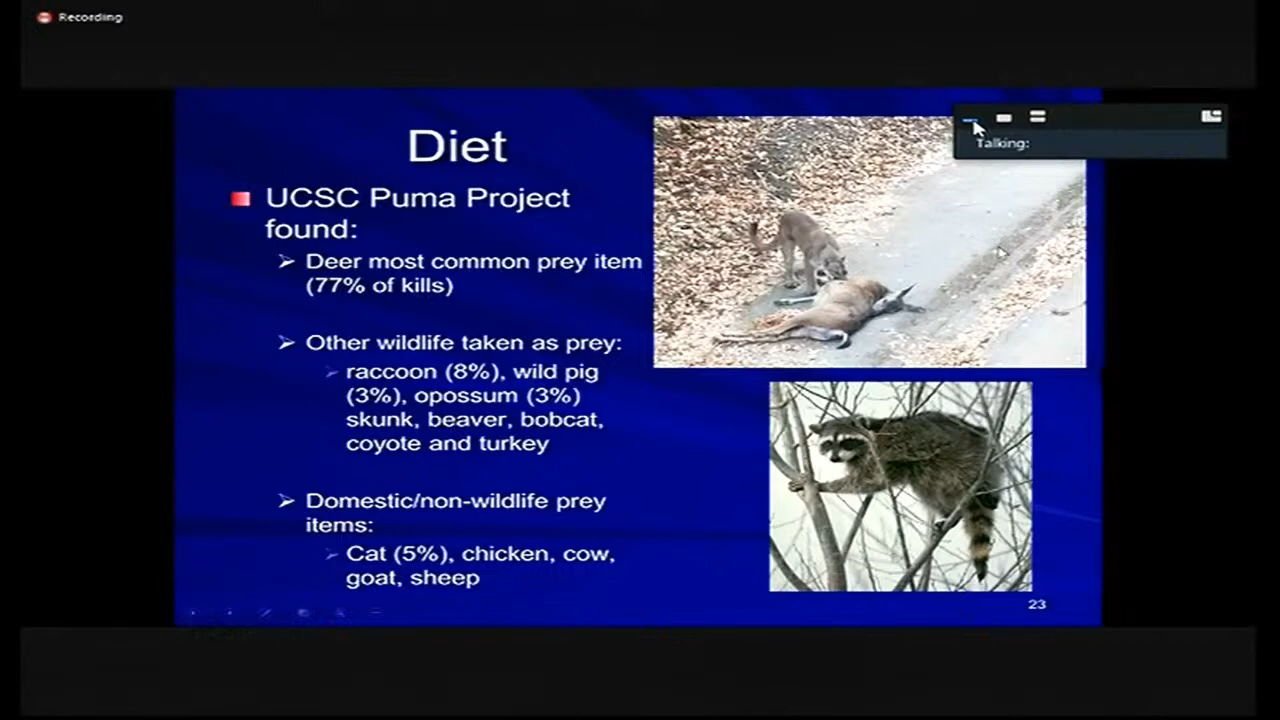 Recording
Talking:
Diet
UCSC Puma Project
found:
Deer most common prey item
(77% of kills)
Other wildlife taken as prey:
raccoon (8%), wild pig
(3%), opossum (3%)
skunk, beaver, bobcat,
coyote and turkey
Domestic/non-wildlife prey
items:
Cat (5%), chicken, cow,
goat, sheep
23